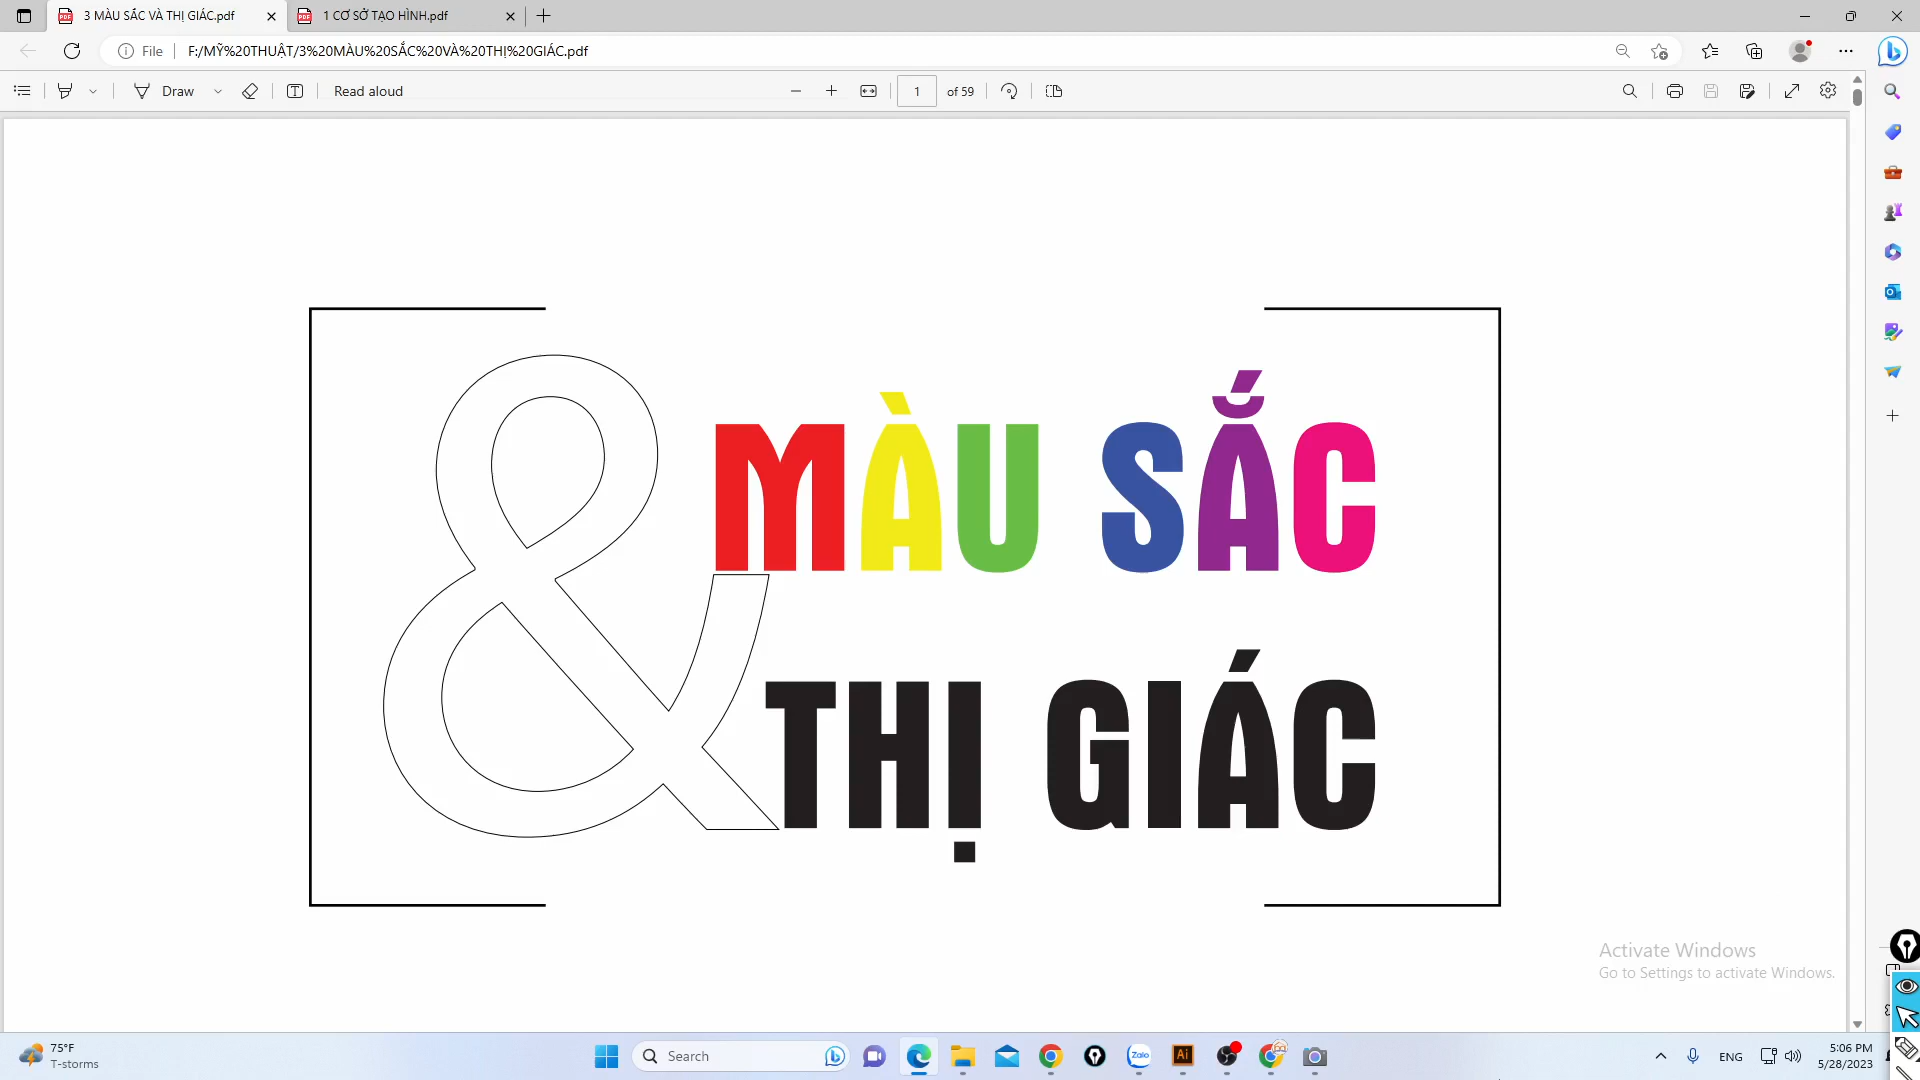 3 MÀU SẮC VÀ THỊ GIÁC.pdf
1 CƠ SỞ TẠO HÌNH.pdf
File
F:/MỸ%20THUẬT/3%20MÀU%20SẮC%20VÀ%20THỊ%20GIÁC.pdf
Draw
Read aloud
1
of 59
&
MÀU SẮC
THỊ GIÁC
Activate Windows
Go to Settings to activate Windows.
75°F
T-storms
Search
Zalo
Ai
ENG
5:06 PM
5/28/2023